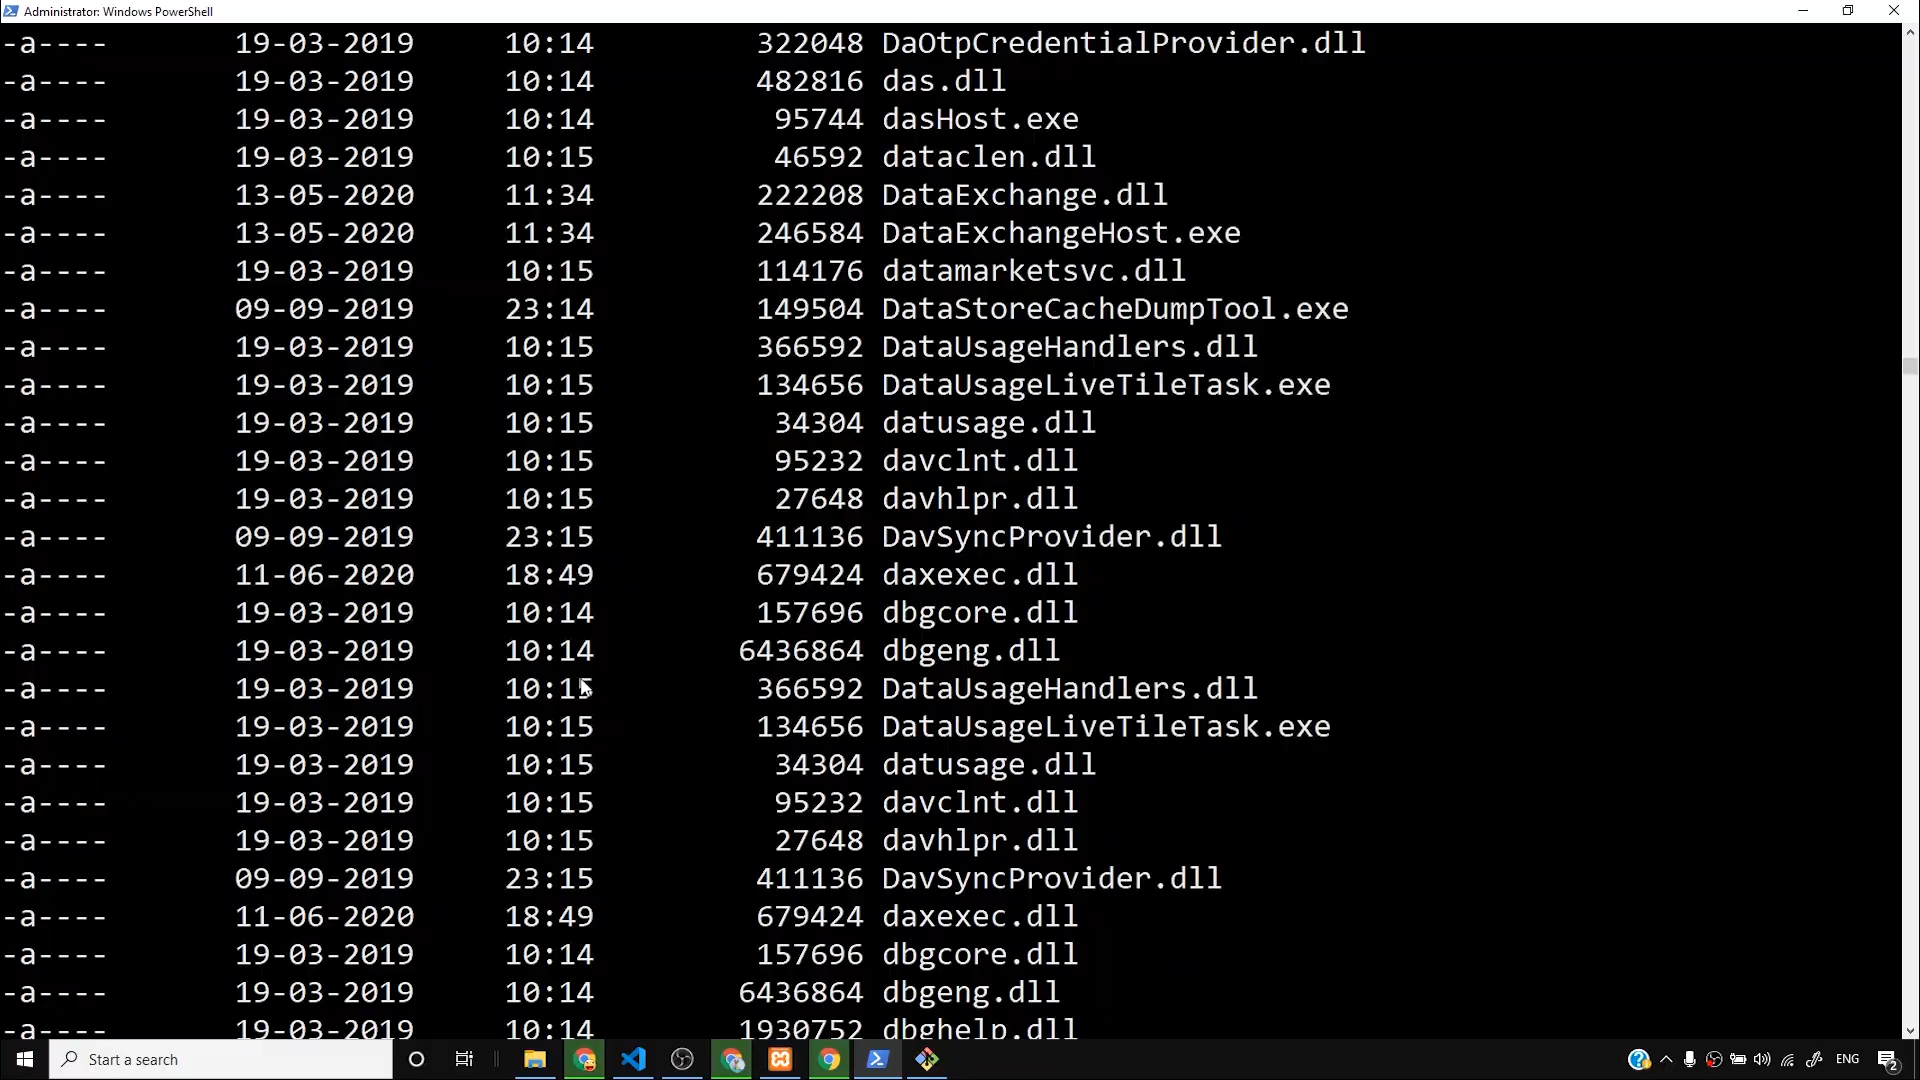 Administrator: Windows PowerShell
-a---- 19-03-2019 10:14 322048 DaOtpCredentialProvider.dll
-a---- 19-03-2019 10:14 482816 das.dll
-a---- 19-03-2019 10:14 95744 dasHost.exe
-a---- 19-03-2019 10:15 46592 dataclen.dll
-a---- 13-05-2020 11:34 222208 DataExchange.dll
-a---- 13-05-2020 11:34 246584 DataExchangeHost.exe
-a---- 19-03-2019 10:15 114176 datamarketsvc.dll
-a---- 09-09-2019 23:14 149504 DataStoreCacheDumpTool.exe
-a---- 19-03-2019 10:15 366592 DataUsageHandlers.dll
-a---- 19-03-2019 10:15 134656 DataUsageLiveTileTask.exe
-a---- 19-03-2019 10:15 34304 datusage.dll
-a---- 19-03-2019 10:15 95232 davclnt.dll
-a---- 19-03-2019 10:15 27648 davhlpr.dll
-a---- 09-09-2019 23:15 411136 DavSyncProvider.dll
-a---- 11-06-2020 18:49 679424 daxexec.dll
-a---- 19-03-2019 10:14 157696 dbgcore.dll
-a---- 19-03-2019 10:14 6436864 dbgeng.dll
-a---- 19-03-2019 10:15 366592 DataUsageHandlers.dll
-a---- 19-03-2019 10:15 134656 DataUsageLiveTileTask.exe
-a---- 19-03-2019 10:15 34304 datusage.dll
-a---- 19-03-2019 10:15 95232 davclnt.dll
-a---- 19-03-2019 10:15 27648 davhlpr.dll
-a---- 09-09-2019 23:15 411136 DavSyncProvider.dll
-a---- 11-06-2020 18:49 679424 daxexec.dll
-a---- 19-03-2019 10:14 157696 dbgcore.dll
-a---- 19-03-2019 10:14 6436864 dbgeng.dll
-a---- 19-03-2019 10:14 1930752 dbghelp.dll
Start a search
ENG
2